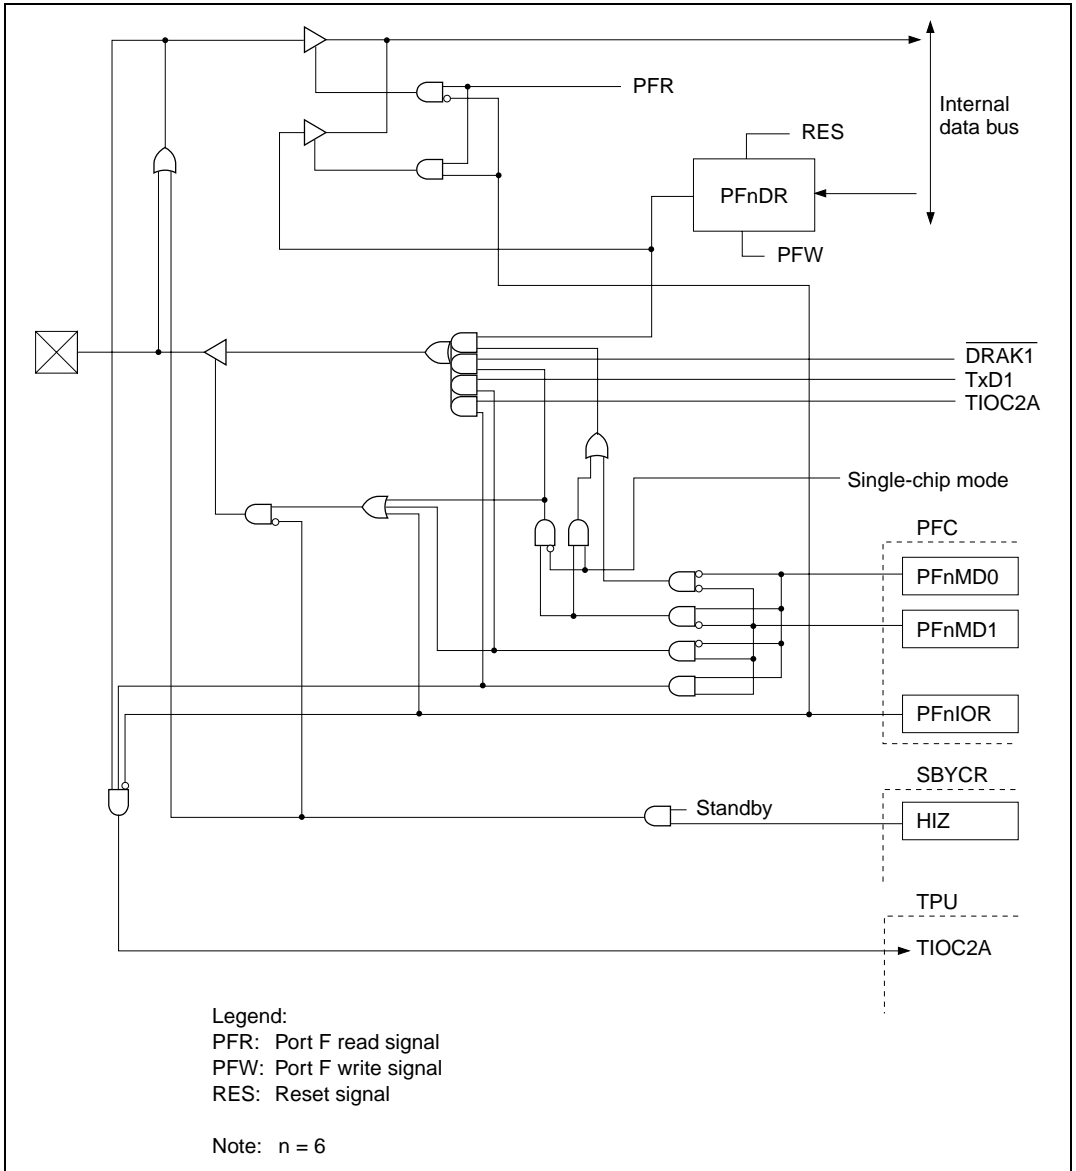 PFR
Internal
data bus
RES
PFnDR
PFW
DRAK1
TxD1
TIOC2A
Single-chip mode
PFC
PFnMD0
PFnMD1
PFnIOR
SBYCR
Standby
HIZ
TPU
TIOC2A
Legend:
PFR: Port F read signal
PFW: Port F write signal
RES: Reset signal
Note: n = 6